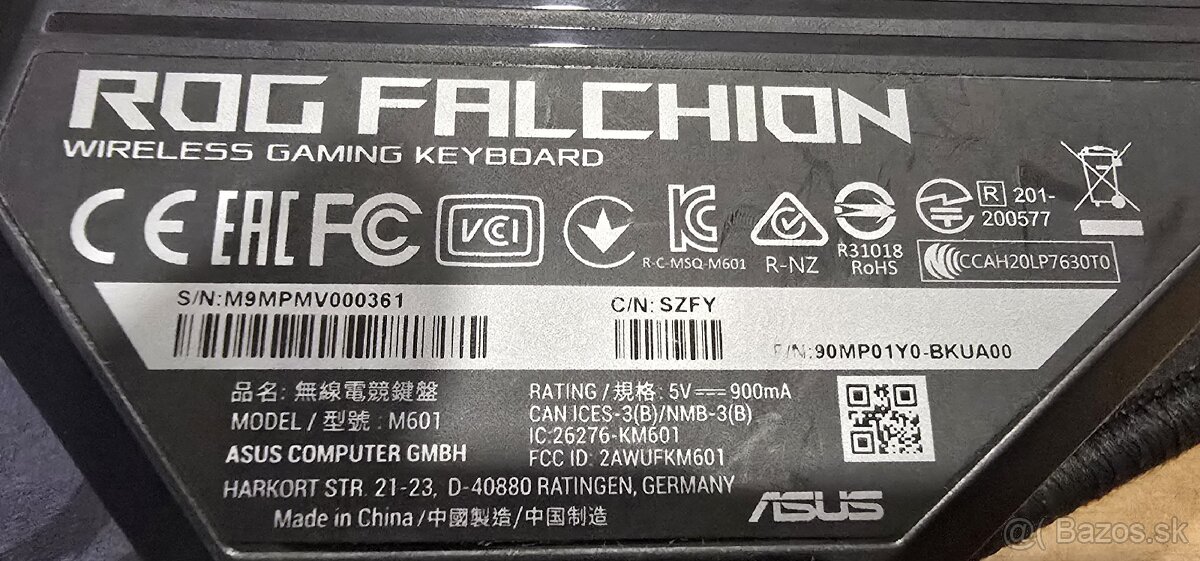 ROG FALCHION
WIRELESS GAMING KEYBOARD
CE EAC FC VCI
R-C-MSQ-M601
R-NZ
R31018
RoHS
R 201-
200577
CCAH20LP7630T0
S/N:M9MPMV000361
C/N: SZFY
P/N:90MP01Y0-BKUA00
品名: 無線電競鍵盤
MODEL / 型號 : M601
ASUS COMPUTER GMBH
RATING / 規格: 5V⎓900mA
CAN ICES-3(B)/NMB-3(B)
IC:26276-KM601
FCC ID: 2AWUFKM601
HARKORT STR. 21-23, D-40880 RATINGEN, GERMANY
Made in China/中國製造/中国制造
ASUS
@( Bazos.sk